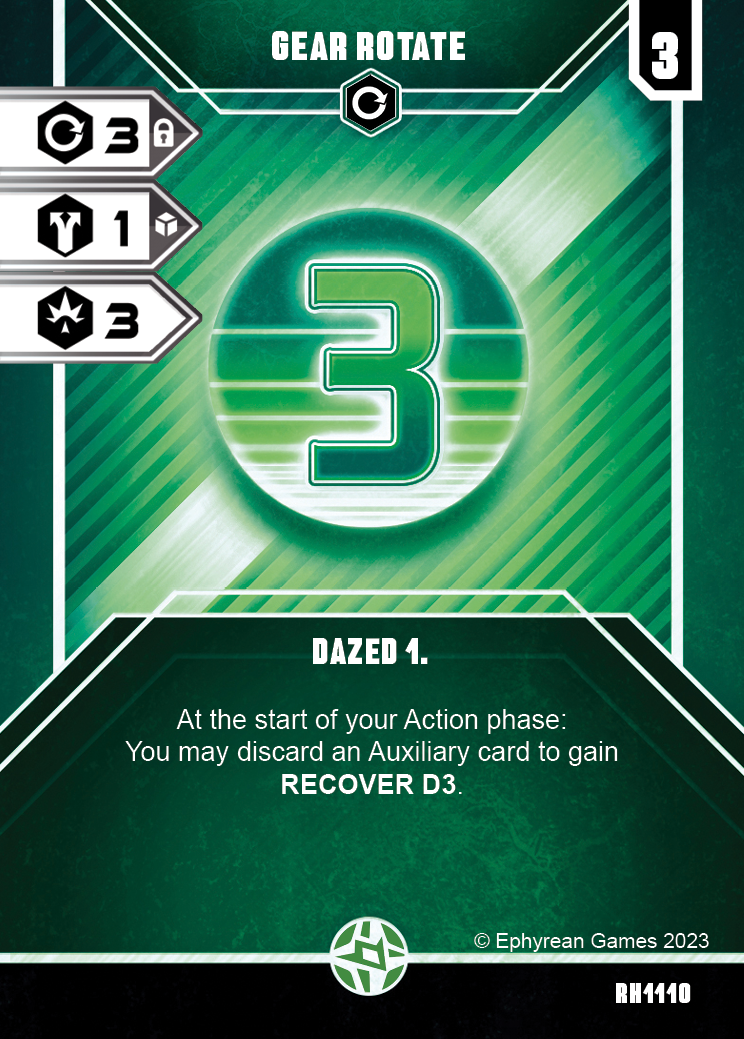 GEAR ROTATE
3
3
1
3
3
DAZED 1.
At the start of your Action phase:
You may discard an Auxiliary card to gain
RECOVER D3.
© Ephyrean Games 2023
RH1110